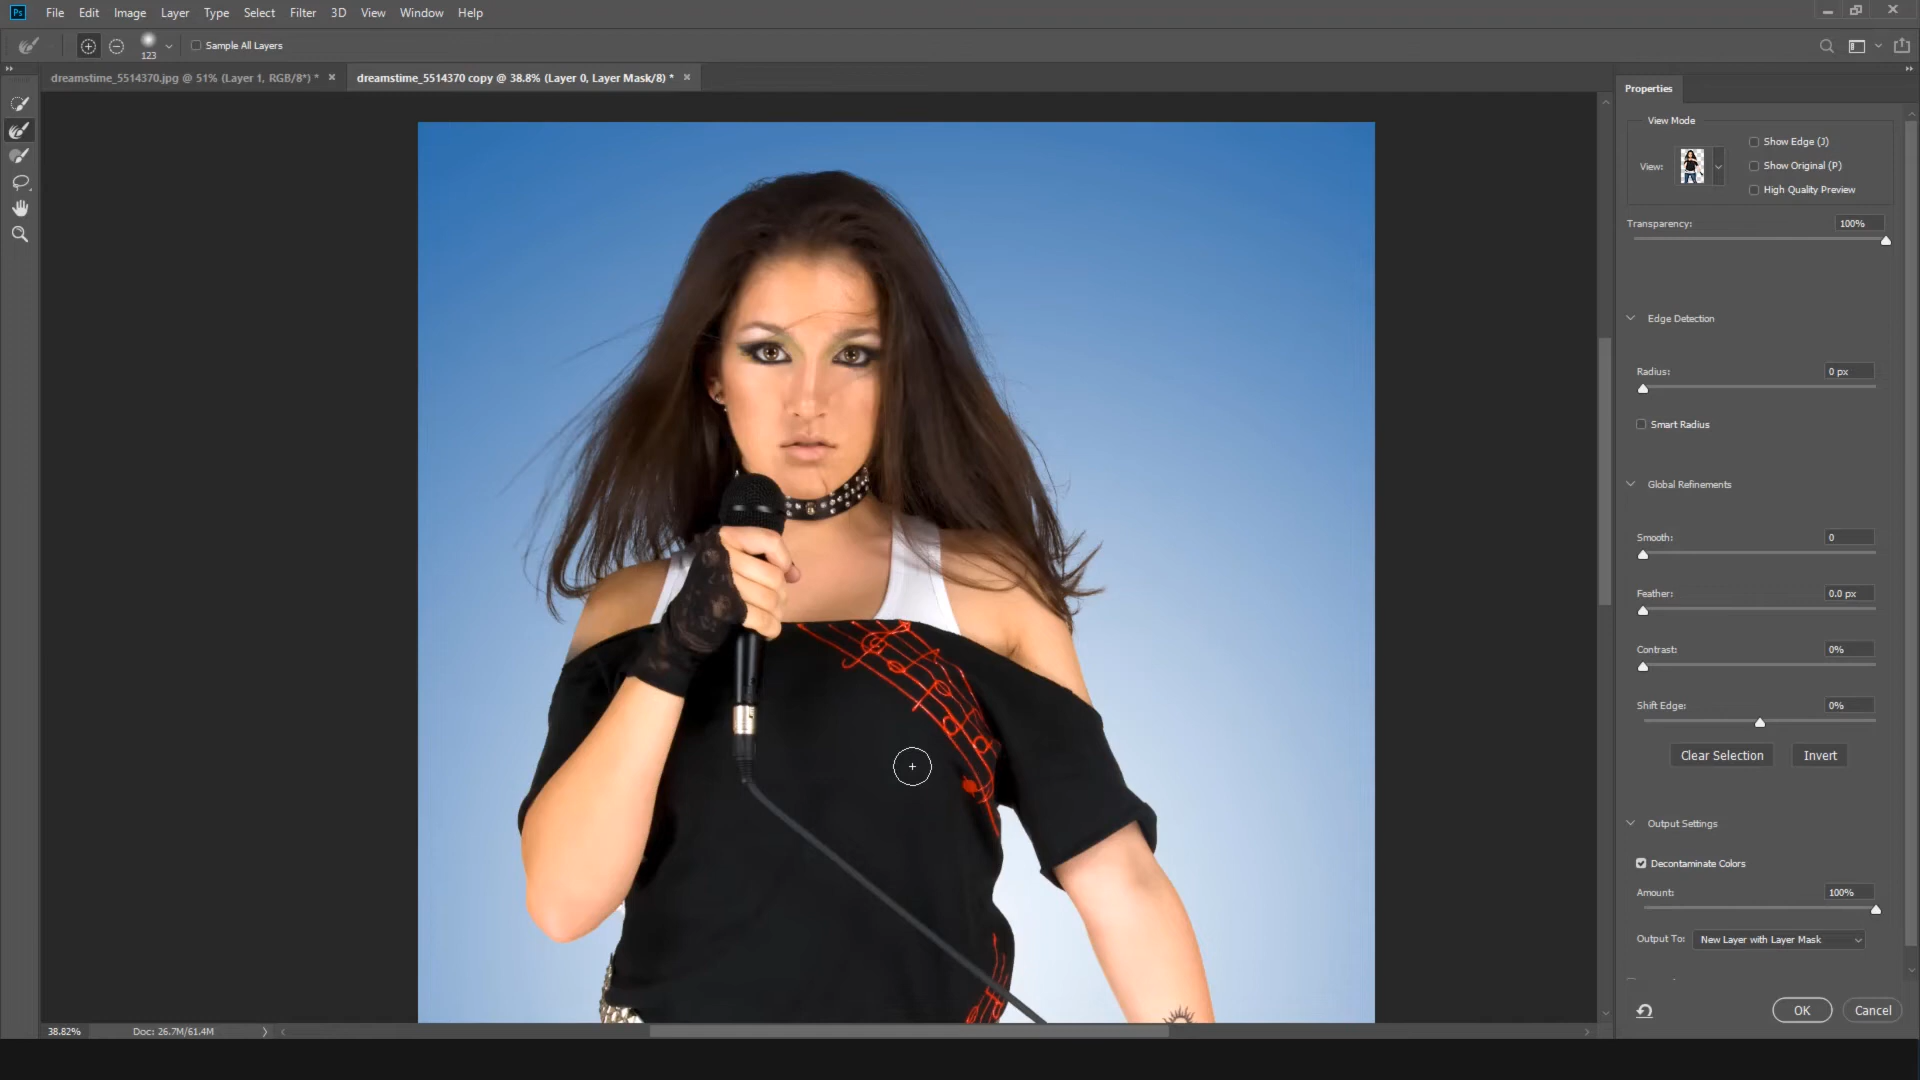 Ps File Edit Image Layer Type Select Filter 3D View Window Help
123 Sample All Layers
dreamstime_5514370.jpg @ 51% (Layer 1, RGB/8*) *
dreamstime_5514370 copy @ 38.8% (Layer 0, Layer Mask/8) *
Properties
View Mode
View:
Show Edge (J)
Show Original (P)
High Quality Preview
Transparency: 100%
Edge Detection
Radius: 0 px
Smart Radius
Global Refinements
Smooth: 0
Feather: 0.0 px
Contrast: 0%
Shift Edge: 0%
Clear Selection Invert
Output Settings
Decontaminate Colors
Amount: 100%
Output To: New Layer with Layer Mask
OK Cancel
38.82% Doc: 26.7M/61.4M